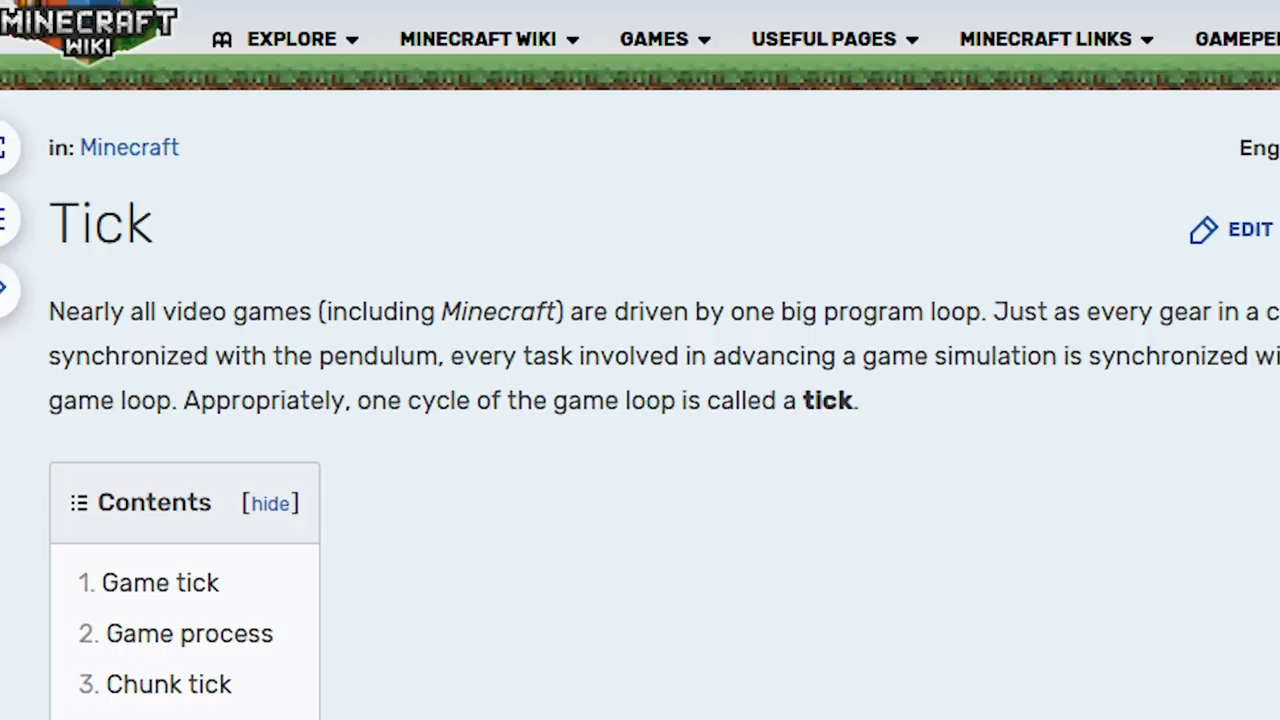 MINECRAFT
WIKI
EXPLORE
MINECRAFT WIKI
GAMES
USEFUL PAGES
MINECRAFT LINKS
in: Minecraft
Tick
EDIT
Nearly all video games (including Minecraft) are driven by one big program loop. Just as every gear in a
synchronized with the pendulum, every task involved in advancing a game simulation is synchronized
game loop. Appropriately, one cycle of the game loop is called a tick.
Contents [hide]
1. Game tick
2. Game process
3. Chunk tick